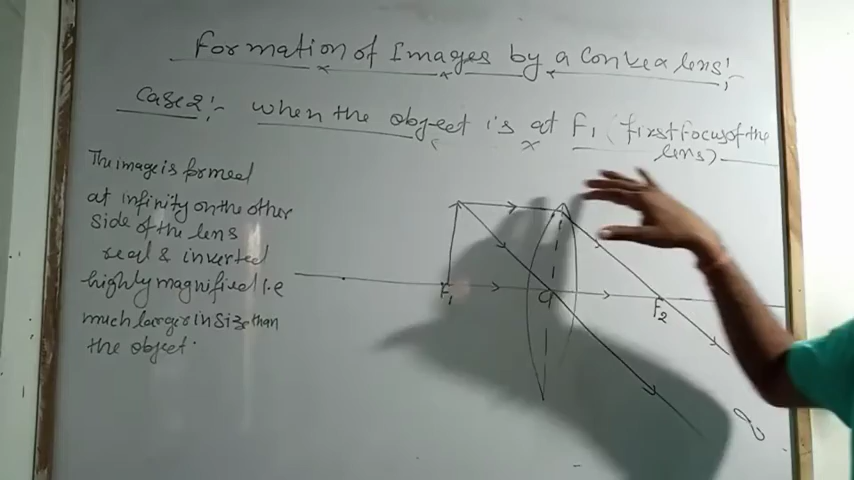 Formation of Images by a Convex lens:-
Case 2:- when the object is at F1 (first focus of the
lens)
The image is formed
at infinity on the other
side of the lens
real & inverted
highly magnified i.e
much larger in size than
the object.
F1
F2
∞